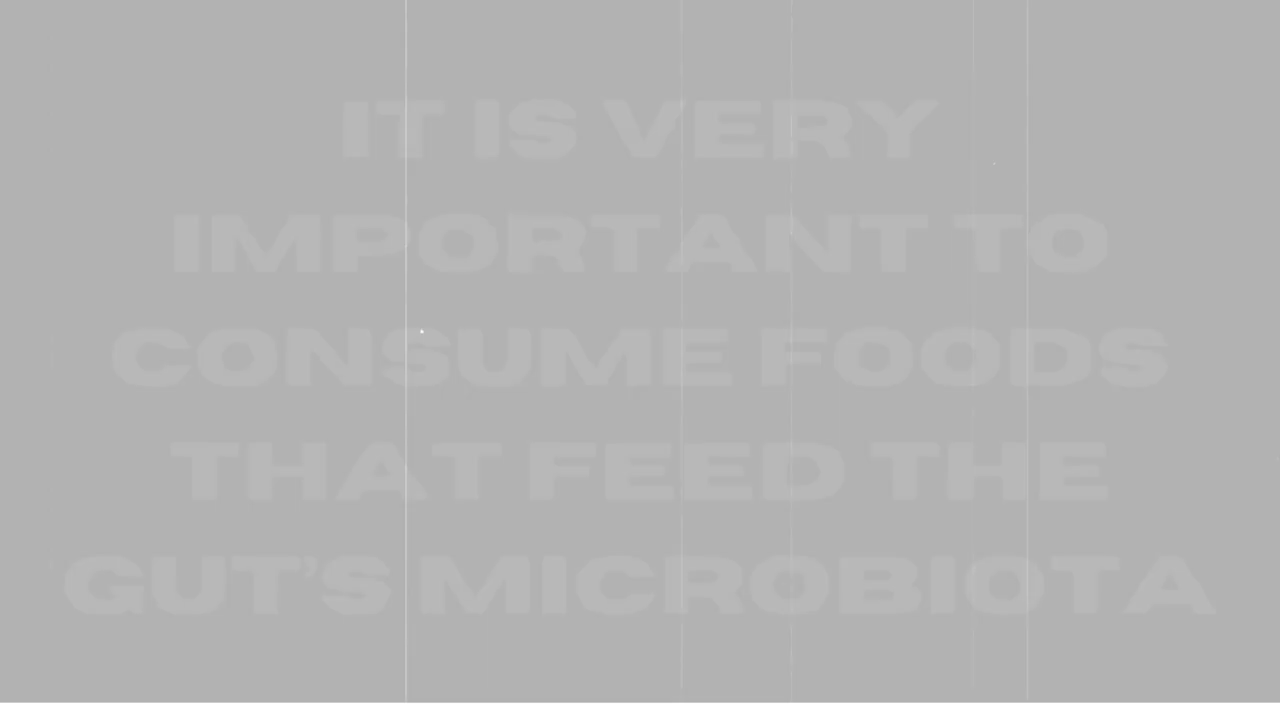 IT IS VERY
IMPORTANT TO
CONSUME FOODS
THAT FEED THE
GUT'S MICROBIOTA